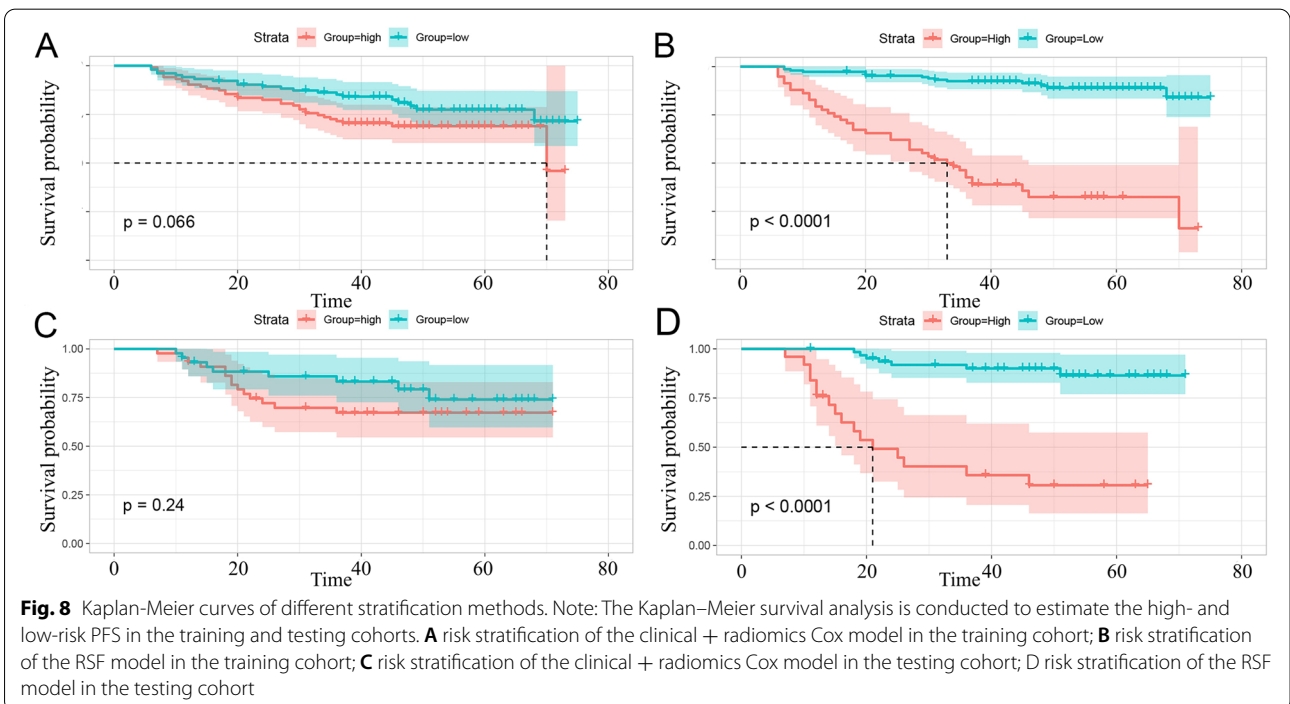 A
Strata Group=high Group=low
Survival probability
p = 0.066
0 20 40 60 80
Time
B
Strata Group=High Group=Low
Survival probability
p < 0.0001
0 20 40 60 80
Time
C
Strata Group=high Group=low
Survival probability
1.00
0.75
0.50
0.25
0.00
p = 0.24
0 20 40 60 80
Time
D
Strata Group=High Group=Low
Survival probability
1.00
0.75
0.50
0.25
0.00
p < 0.0001
0 20 40 60 80
Time
Fig. 8 Kaplan-Meier curves of different stratification methods. Note: The Kaplan–Meier survival analysis is conducted to estimate the high- and
low-risk PFS in the training and testing cohorts. A risk stratification of the clinical + radiomics Cox model in the training cohort; B risk stratification
of the RSF model in the training cohort; C risk stratification of the clinical + radiomics Cox model in the testing cohort; D risk stratification of the RSF
model in the testing cohort